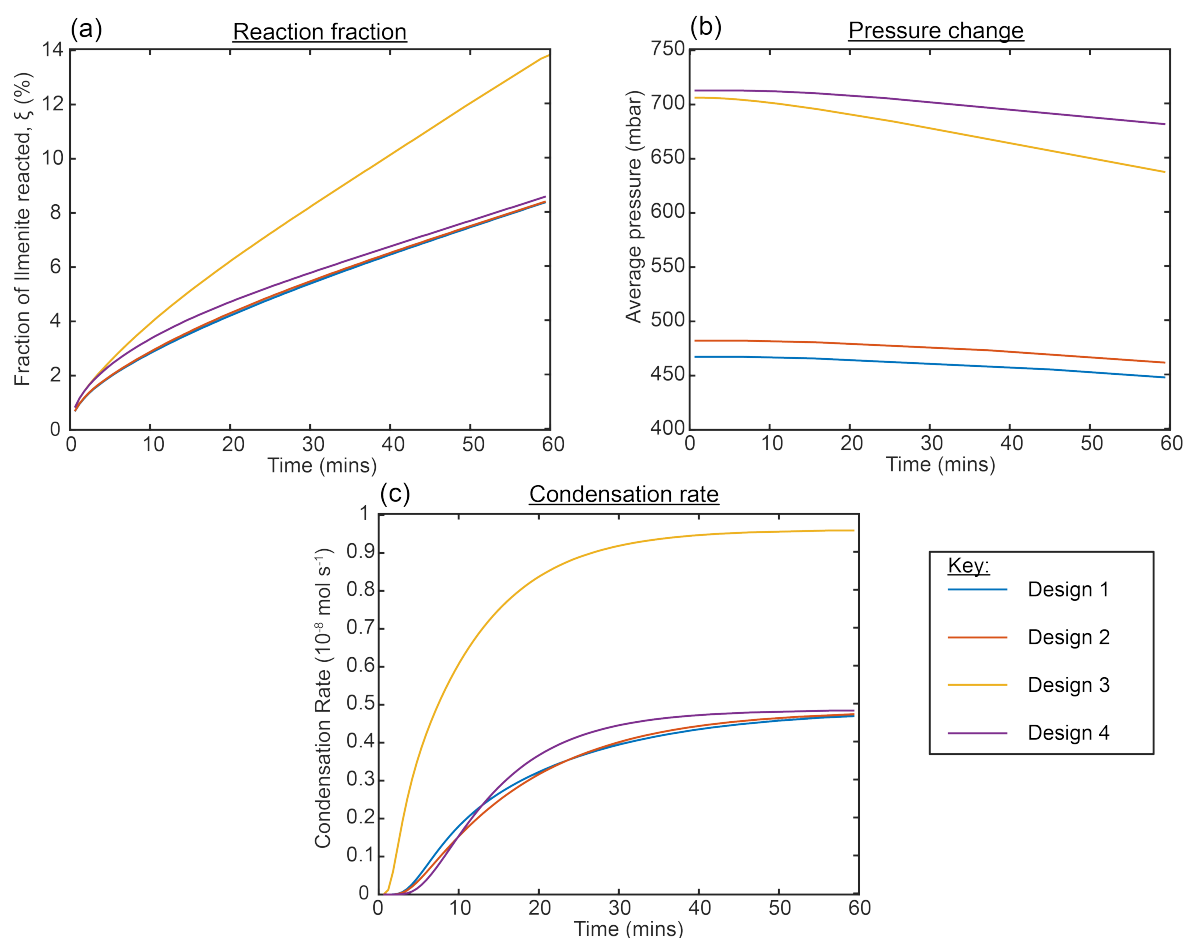 (a)
Reaction fraction
14
12
10
8
6
4
2
0
Fraction of Ilmenite reacted, ξ (%)
0 10 20 30 40 50 60
Time (mins)
(b)
Pressure change
750
700
650
600
550
500
450
400
Average pressure (mbar)
0 10 20 30 40 50 60
Time (mins)
(c)
Condensation rate
1
0.9
0.8
0.7
0.6
0.5
0.4
0.3
0.2
0.1
0
Condensation Rate (10⁻⁸ mol s⁻¹)
0 10 20 30 40 50 60
Time (mins)
Key:
Design 1
Design 2
Design 3
Design 4